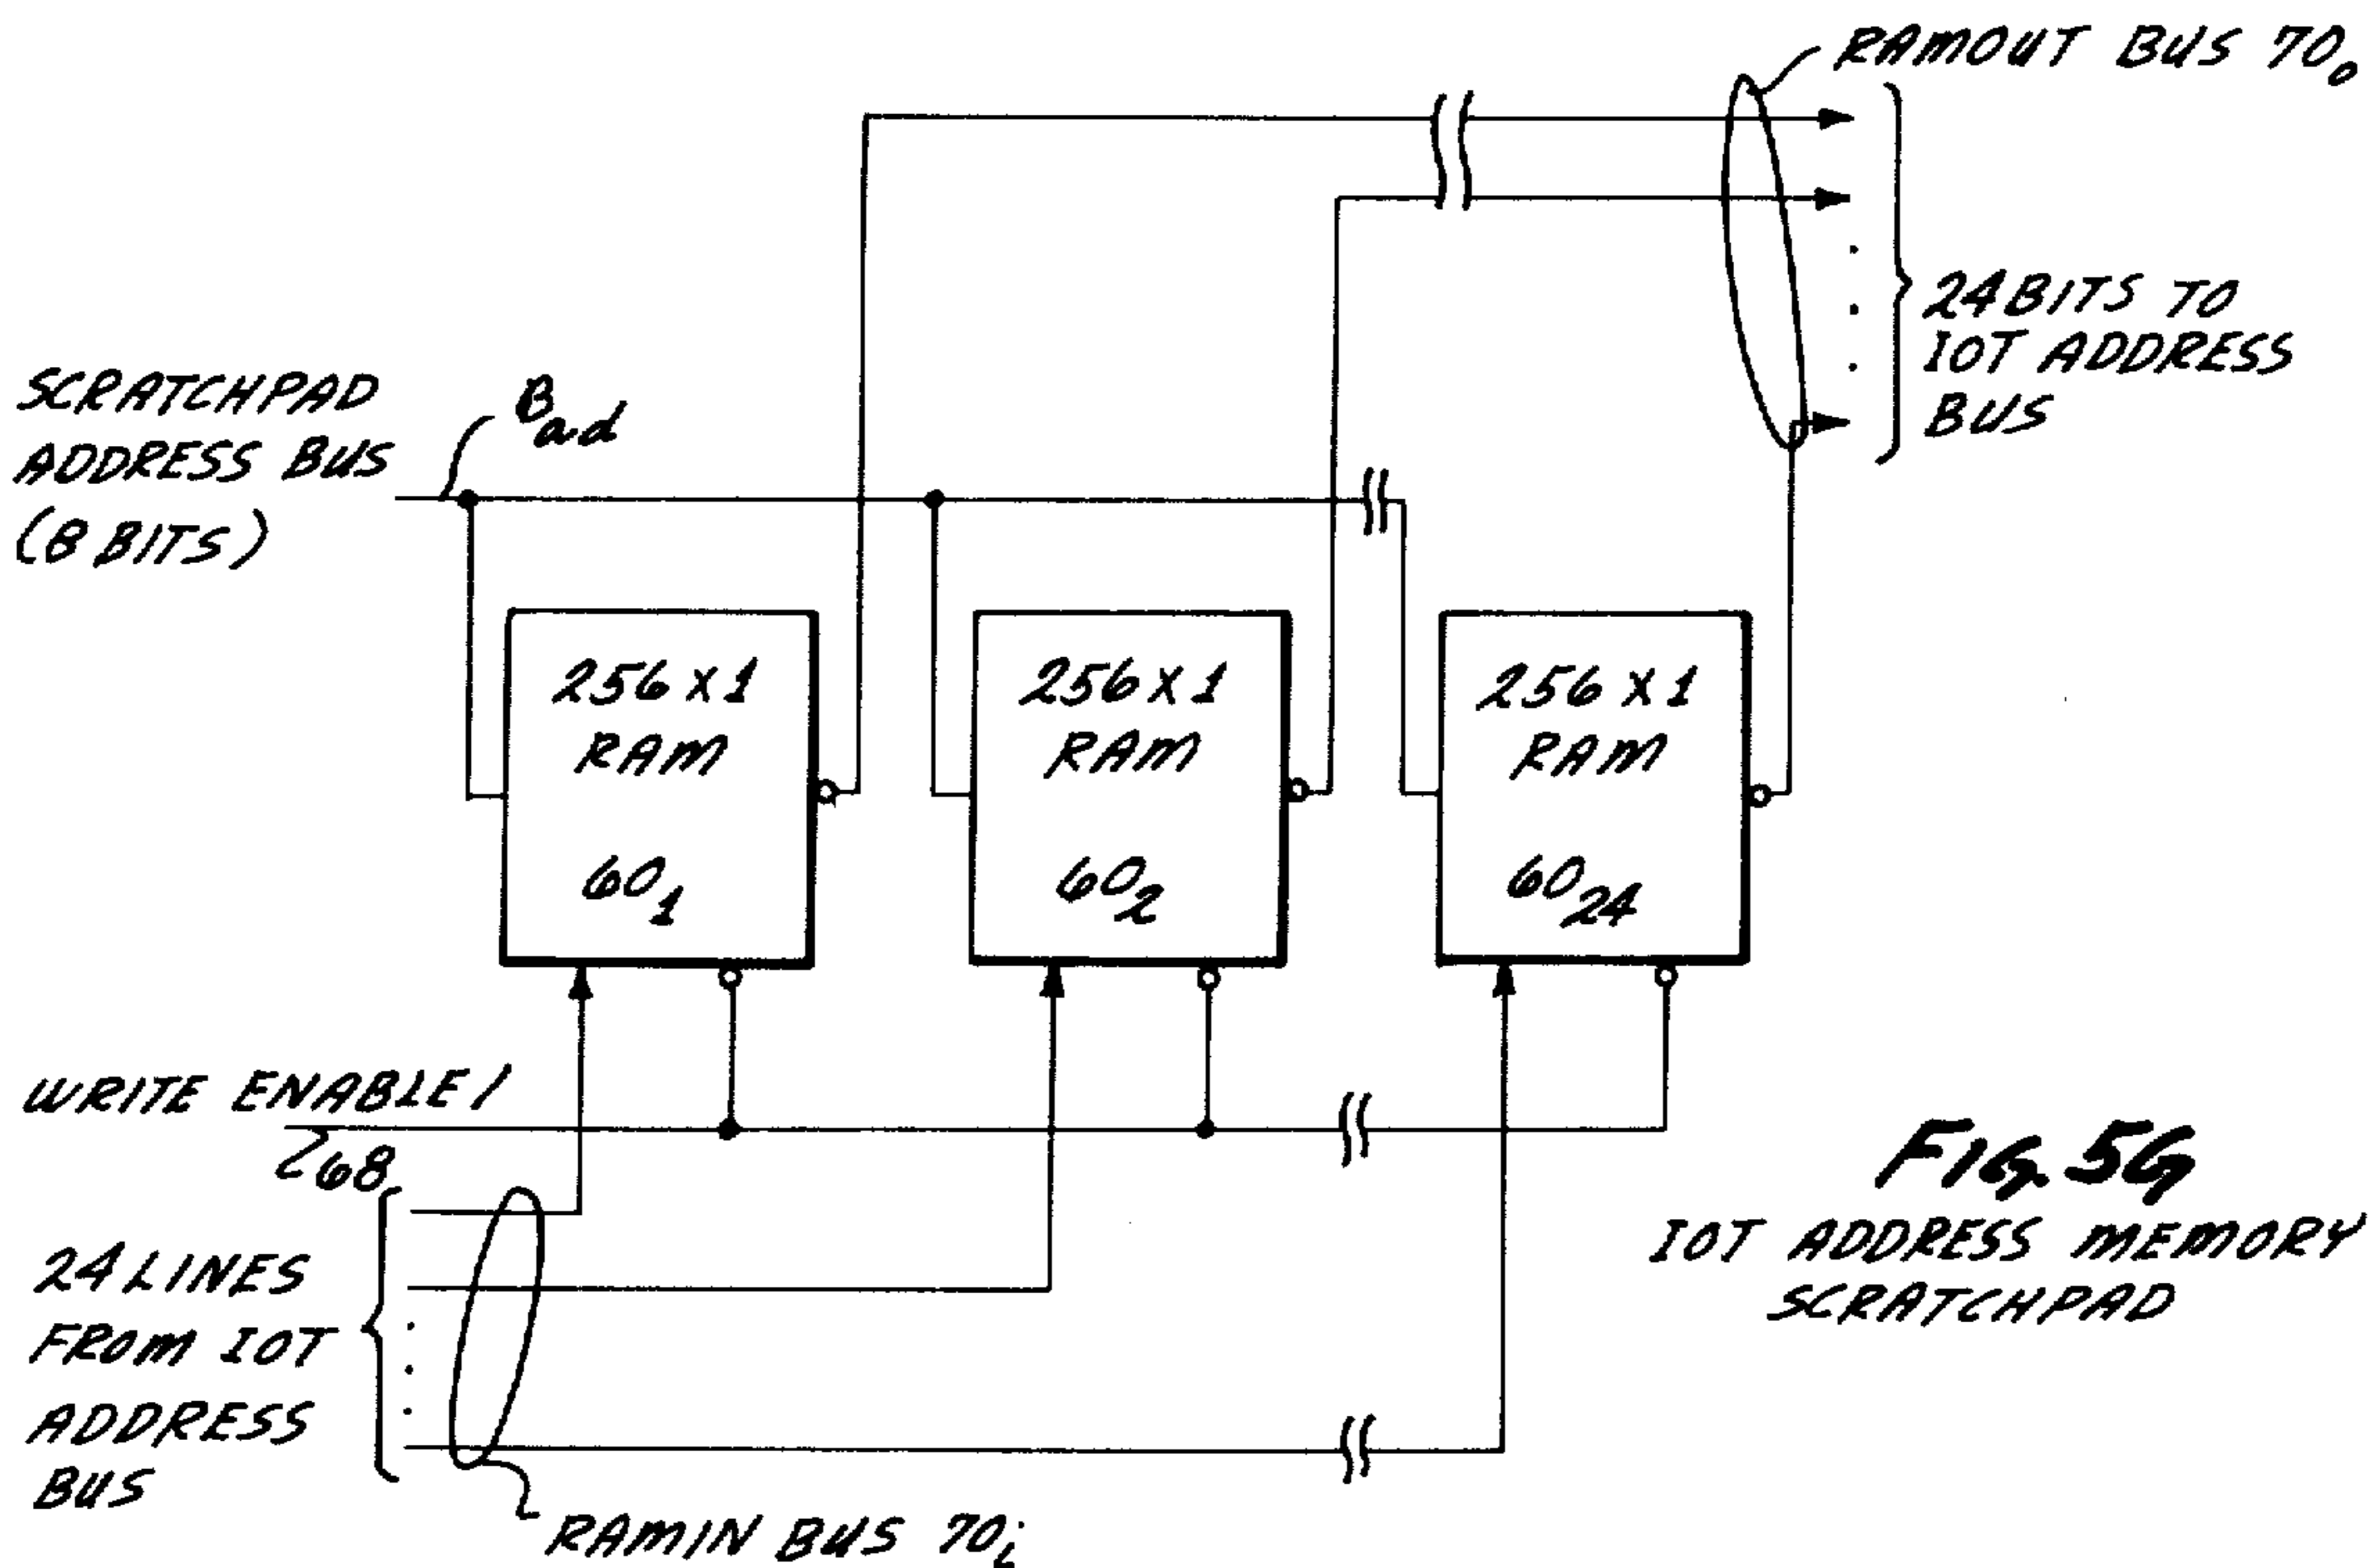 RAMOUT BUS 70o
24 BITS TO
IOT ADDRESS
BUS
SCRATCHPAD
ADDRESS BUS
(8 BITS)
Bad
256 x 1
RAM
601
256 x 1
RAM
602
256 x 1
RAM
6024
WRITE ENABLE /
68
24 LINES
FROM IOT
ADDRESS
BUS
RAMIN BUS 70i
FIG. 5G
IOT ADDRESS MEMORY
SCRATCHPAD